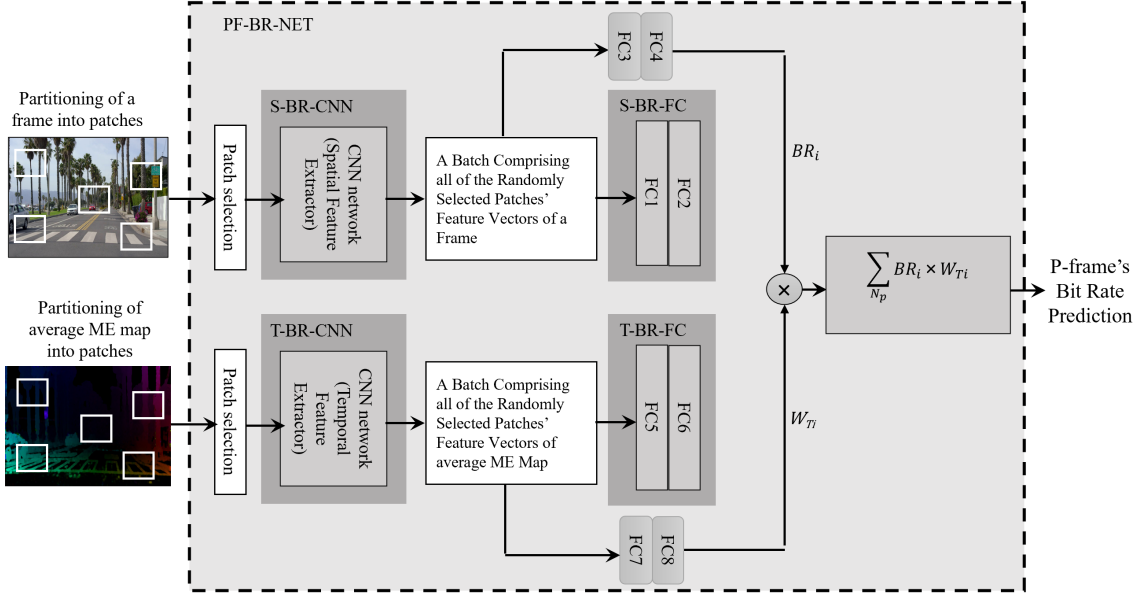 PF-BR-NET
Partitioning of a
frame into patches
Patch selection
S-BR-CNN
CNN network
(Spatial Feature
Extractor)
A Batch Comprising
all of the Randomly
Selected Patches'
Feature Vectors of a
Frame
FC3
FC4
S-BR-FC
FC1
FC2
BR_i
×
∑ BR_i × W_{Ti}
N_p
P-frame's
Bit Rate
Prediction
Partitioning of
average ME map
into patches
Patch selection
T-BR-CNN
CNN network
(Temporal
Feature
Extractor)
A Batch Comprising
all of the Randomly
Selected Patches'
Feature Vectors of
average ME Map
T-BR-FC
FC5
FC6
W_{Ti}
FC7
FC8